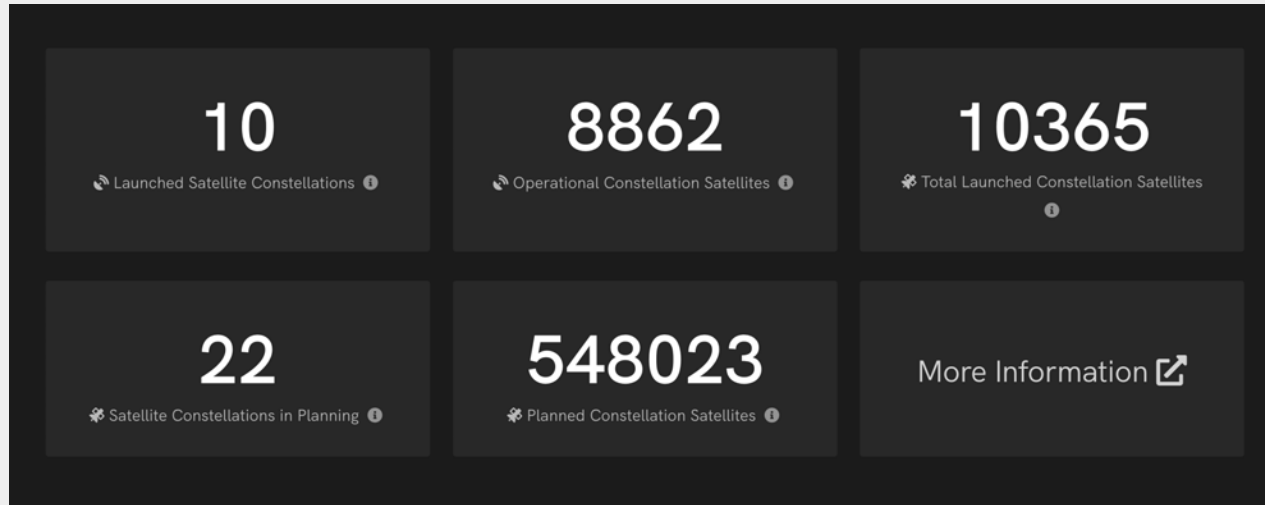 10
Launched Satellite Constellations
8862
Operational Constellation Satellites
10365
Total Launched Constellation Satellites
22
Satellite Constellations in Planning
548023
Planned Constellation Satellites
More Information